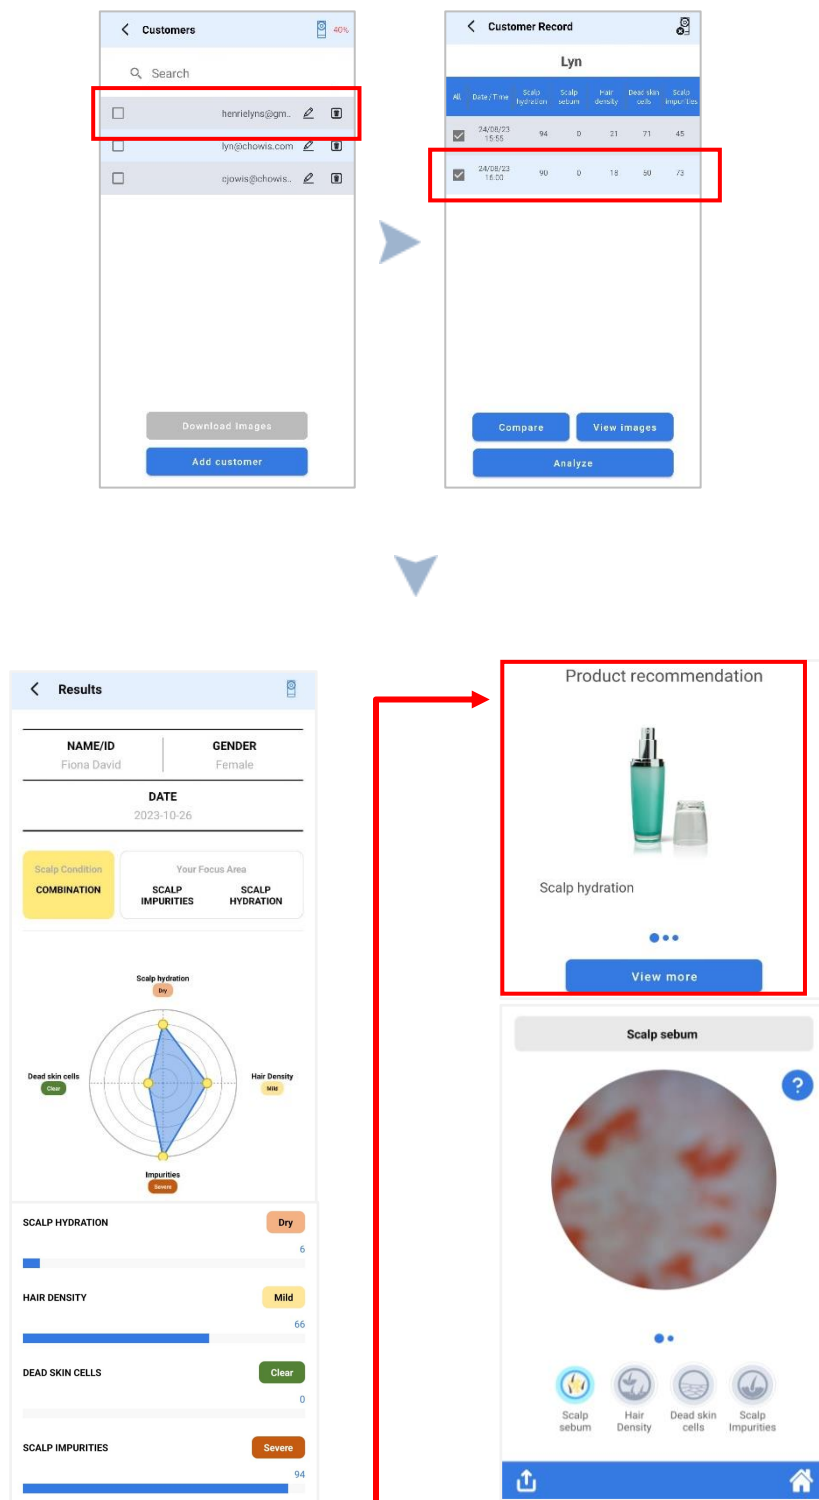 Customers
40%
Search
henrielyns@gm..
lyn@chowis.com
cjowis@chowis..
Download Images
Add customer
Customer Record
Lyn
All Date/Time Scalp hydration Scalp sebum Hair density Dead skin cells Scalp impurities
24/08/23 15:55 94 0 21 71 45
24/08/23 16:00 90 0 18 50 73
Compare View images
Analyze
Results
NAME/ID GENDER
Fiona David Female
DATE
2023-10-26
Scalp Condition
COMBINATION
Your Focus Area
SCALP IMPURITIES
SCALP HYDRATION
Scalp hydration
Dry
Dead skin cells
Clear
Hair Density
Mild
Impurities
Severe
SCALP HYDRATION Dry
6
HAIR DENSITY Mild
66
DEAD SKIN CELLS Clear
0
SCALP IMPURITIES Severe
94
Product recommendation
Scalp hydration
View more
Scalp sebum
?
Scalp sebum
Hair Density
Dead skin cells
Scalp Impurities